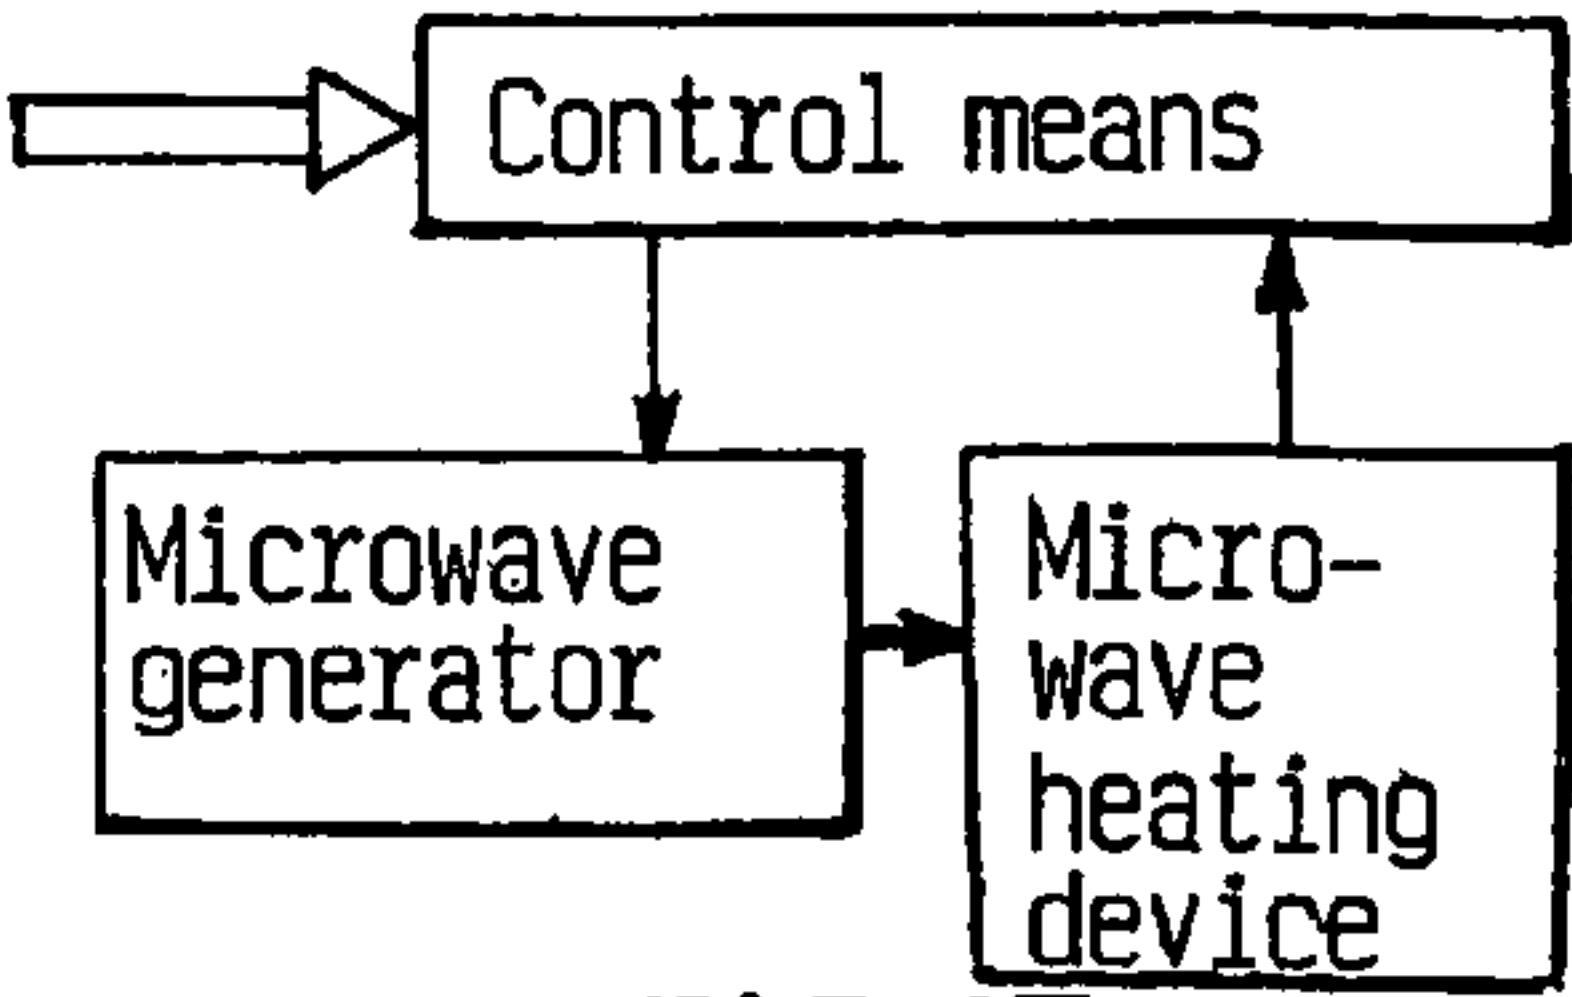 Control means
Microwave
generator
Micro-
wave
heating
device